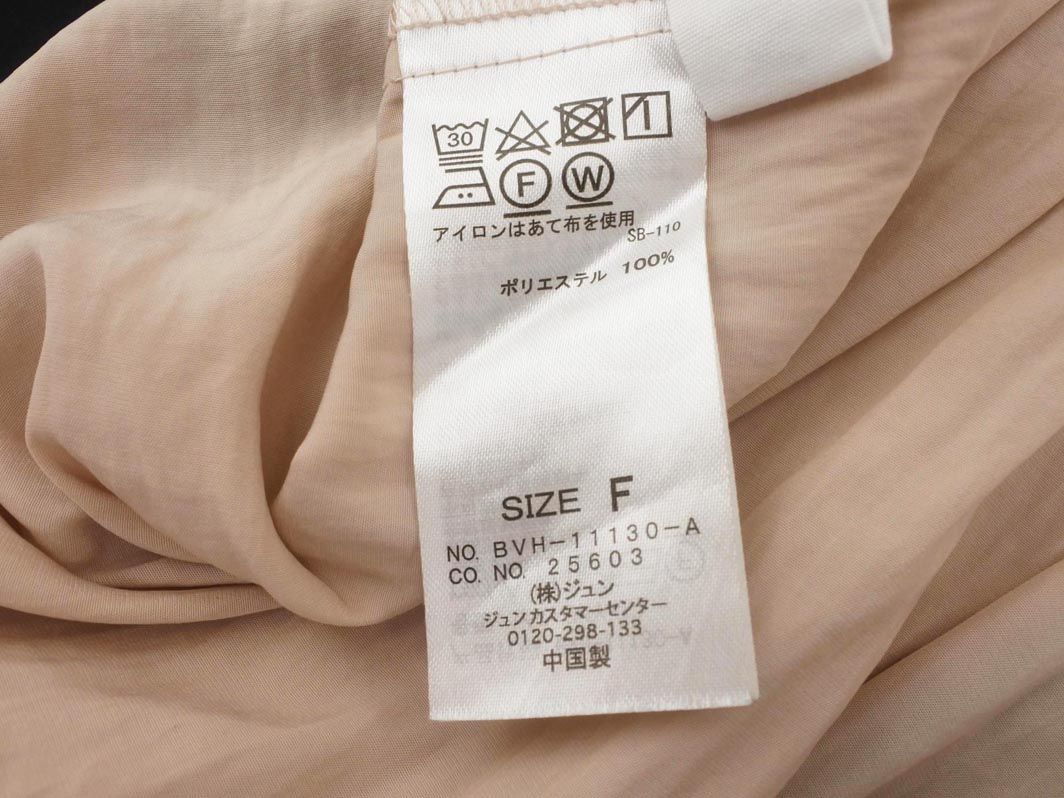 30
F W
アイロンはあて布を使用
SB-110
ポリエステル 100%
SIZE F
NO. BVH-11130-A
CO. NO. 25603
(株)ジュン
ジュンカスタマーセンター
0120-298-133
中国製